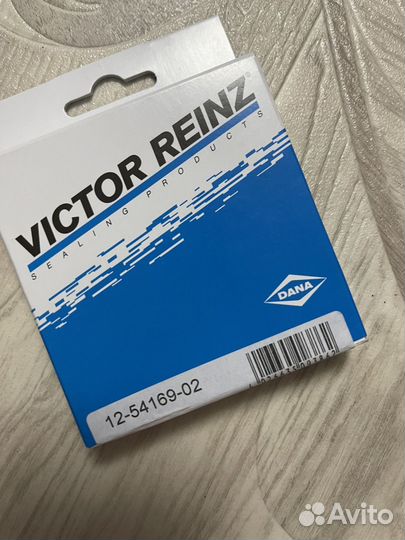 VICTOR REINZ®
SEALING PRODUCTS
DANA
12-54169-02
Avito